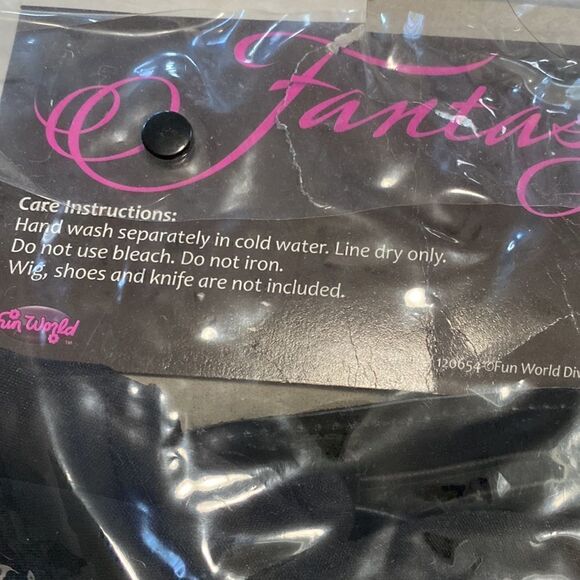 Fantas
Care Instructions:
Hand wash separately in cold water. Line dry only.
Do not use bleach. Do not iron.
Wig, shoes and knife are not included.
Fun World
TM
120654 ©Fun World Div